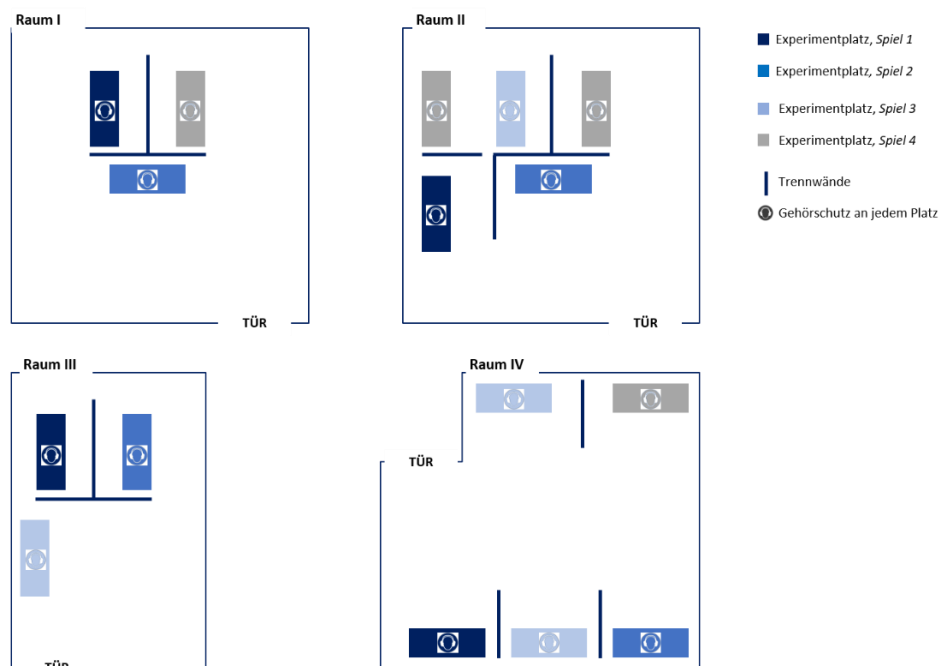 Raum I
Raum II
Experimentplatz, Spiel 1
Experimentplatz, Spiel 2
Experimentplatz, Spiel 3
Experimentplatz, Spiel 4
Trennwände
Gehörschutz an jedem Platz
TÜR
TÜR
Raum III
Raum IV
TÜR
TÜR